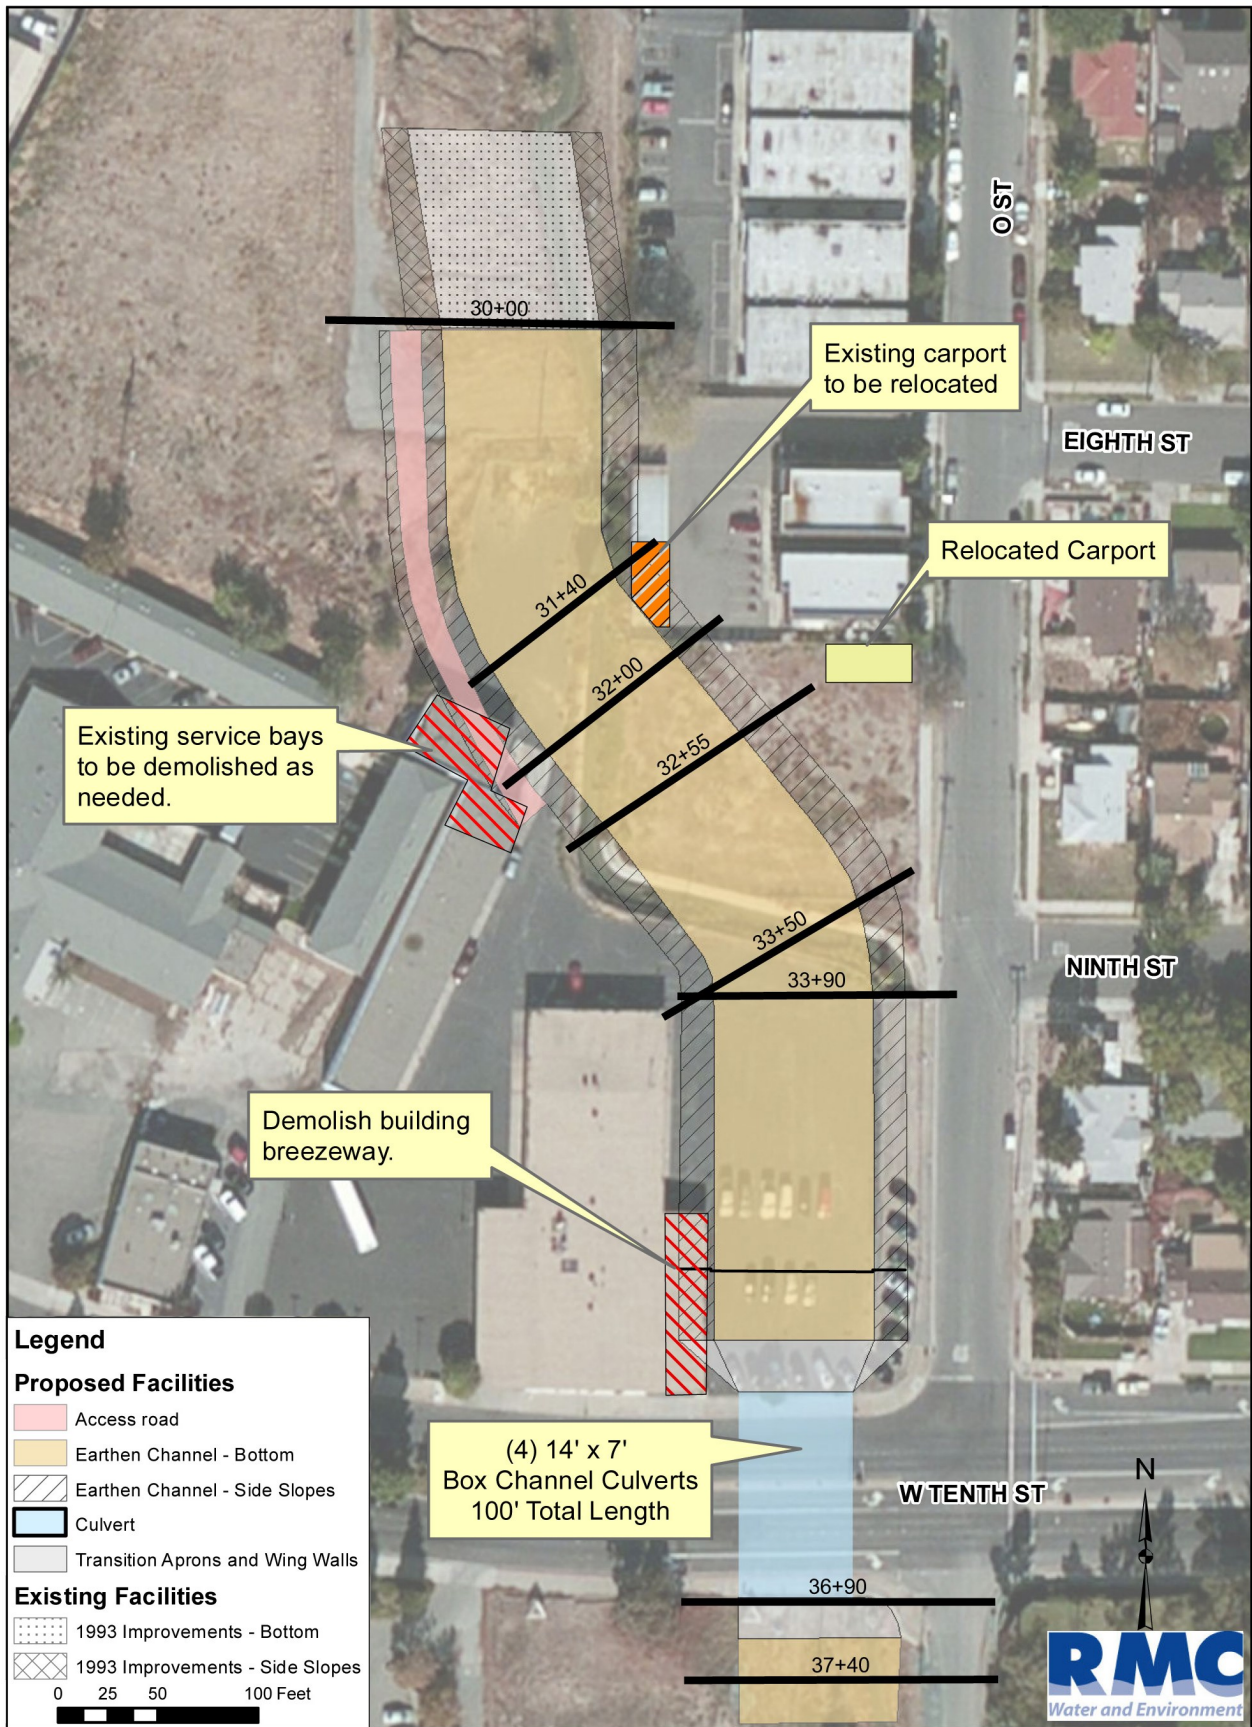 30+00
O ST
Existing carport
to be relocated
EIGHTH ST
Relocated Carport
31+40
32+00
32+55
Existing service bays
to be demolished as
needed.
33+50
NINTH ST
33+90
Demolish building
breezeway.
(4) 14' x 7'
Box Channel Culverts
100' Total Length
W TENTH ST
36+90
37+40
N
Legend
Proposed Facilities
Access road
Earthen Channel - Bottom
Earthen Channel - Side Slopes
Culvert
Transition Aprons and Wing Walls
Existing Facilities
1993 Improvements - Bottom
1993 Improvements - Side Slopes
0 25 50 100 Feet
RMC
Water and Environment